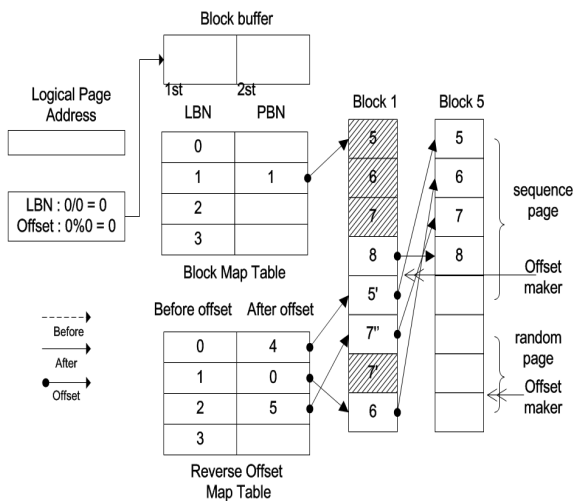 Block buffer
1st 2st
Logical Page
Address
LBN : 0/0 = 0
Offset : 0%0 = 0
LBN PBN
0
1 1
2
3
Block Map Table
Before
After
Offset
Before offset After offset
0 4
1 0
2 5
3
Reverse Offset
Map Table
Block 1
5
6
7
8
5'
7"
7'
6
Block 5
5
6
7
8
sequence
page
Offset
maker
random
page
Offset
maker